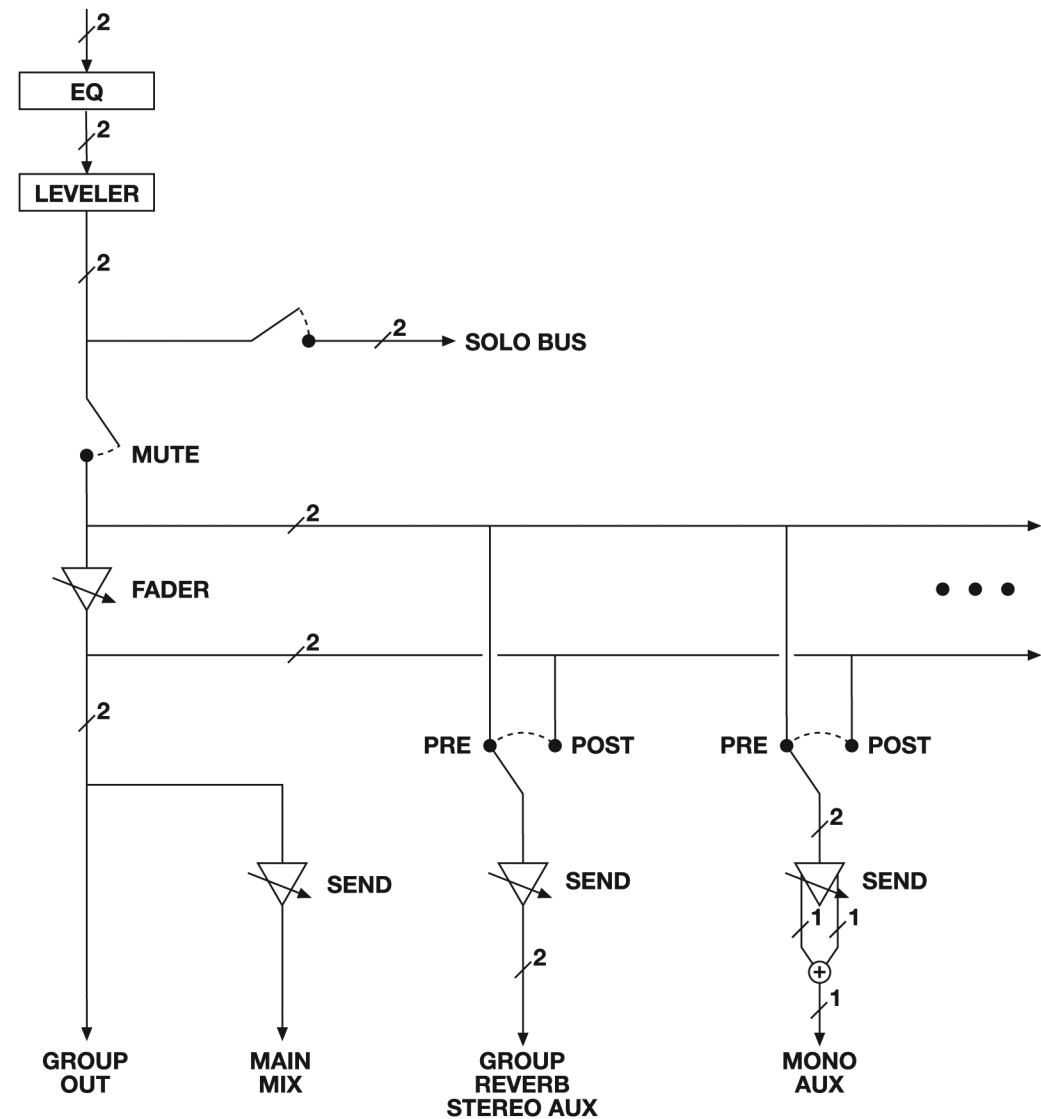 2
EQ
2
LEVELER
2
2
SOLO BUS
MUTE
2
FADER
2
2
PRE
POST
PRE
POST
2
SEND
SEND
SEND
1
1
2
1
GROUP
OUT
MAIN
MIX
GROUP
REVERB
STEREO AUX
MONO
AUX